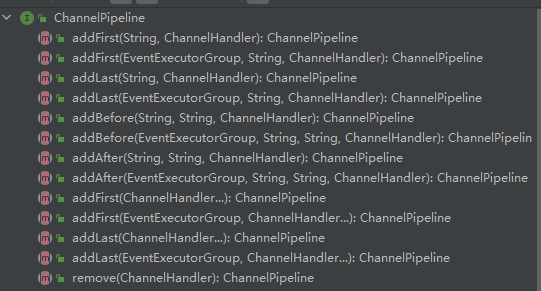 ChannelPipeline
addFirst(String, ChannelHandler): ChannelPipeline
addFirst(EventExecutorGroup, String, ChannelHandler): ChannelPipeline
addLast(String, ChannelHandler): ChannelPipeline
addLast(EventExecutorGroup, String, ChannelHandler): ChannelPipeline
addBefore(String, String, ChannelHandler): ChannelPipeline
addBefore(EventExecutorGroup, String, String, ChannelHandler): ChannelPipelin
addAfter(String, String, ChannelHandler): ChannelPipeline
addAfter(EventExecutorGroup, String, String, ChannelHandler): ChannelPipeline
addFirst(ChannelHandler...): ChannelPipeline
addFirst(EventExecutorGroup, ChannelHandler...): ChannelPipeline
addLast(ChannelHandler...): ChannelPipeline
addLast(EventExecutorGroup, ChannelHandler...): ChannelPipeline
remove(ChannelHandler): ChannelPipeline